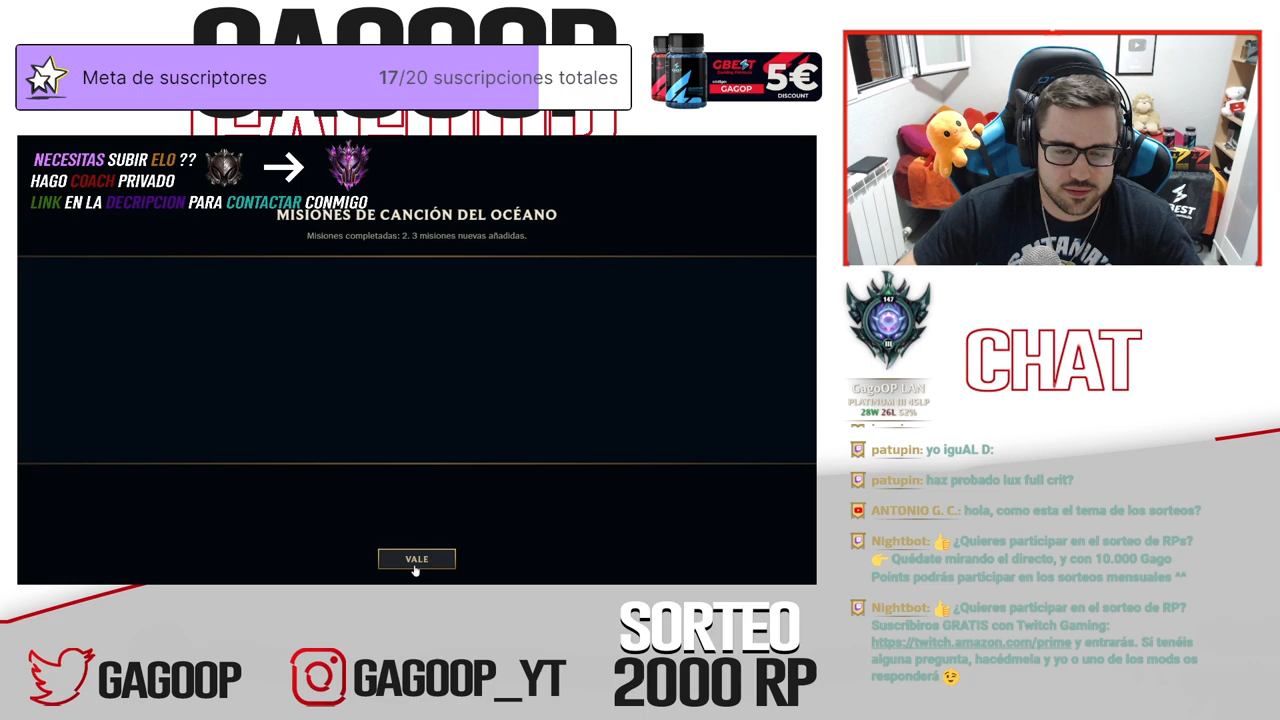 GAGOOP
Meta de suscriptores
17/20 suscripciones totales
GBEST
Gaming Formula
código:
GAGOP
5€
DISCOUNT
NECESITAS SUBIR ELO ??
HAGO COACH PRIVADO
LINK EN LA DECRIPCION PARA CONTACTAR CONMIGO
MISIONES DE CANCIÓN DEL OCÉANO
Misiones completadas: 2. 3 misiones nuevas añadidas.
VALE
147
III
GagoOP LAN
PLATINUM III 45LP
28W 26L 52%
CHAT
patupin: yo iguAL D:
patupin: haz probado lux full crit?
ANTONIO G. C.: hola, como esta el tema de los sorteos?
Nightbot: 👍 ¿Quieres participar en el sorteo de RPs?
👉 Quédate mirando el directo, y con 10.000 Gago
Points podrás participar en los sorteos mensuales ^^
Nightbot: 👍 ¿Quieres participar en el sorteo de RP?
Suscribiros GRATIS con Twitch Gaming:
https://twitch.amazon.com/prime y entrarás. Si tenéis
alguna pregunta, hacédmela y yo o uno de los mods os
responderá 😉
SORTEO
2000 RP
GAGOOP
GAGOOP_YT